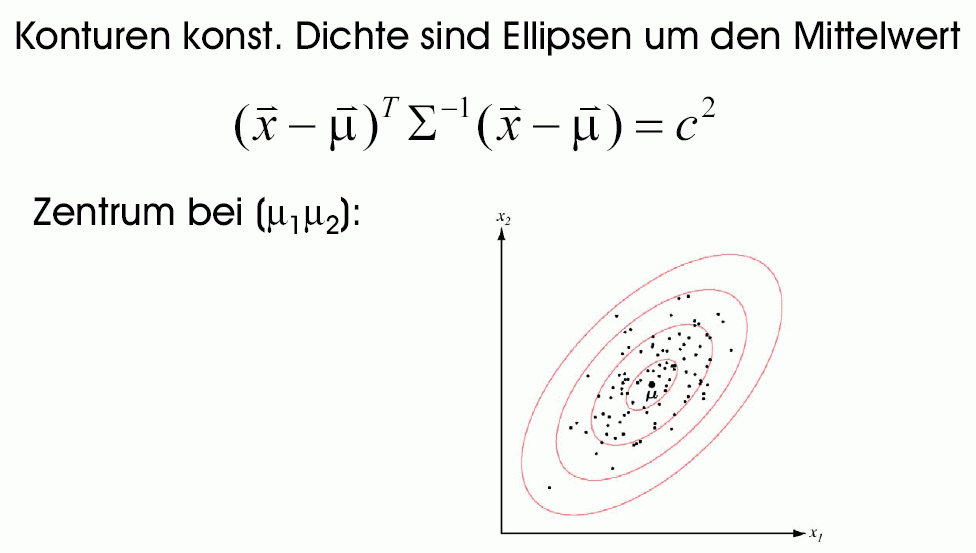 Konturen konst. Dichte sind Ellipsen um den Mittelwert
(x⃗ − μ⃗)ᵀ Σ⁻¹(x⃗ − μ⃗) = c²
Zentrum bei (μ₁μ₂):
x₂
μ
x₁